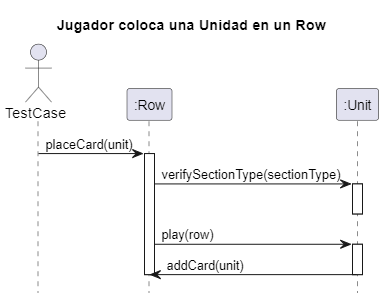 Jugador coloca una Unidad en un Row
TestCase
:Row
:Unit
placeCard(unit)
verifySectionType(sectionType)
play(row)
addCard(unit)